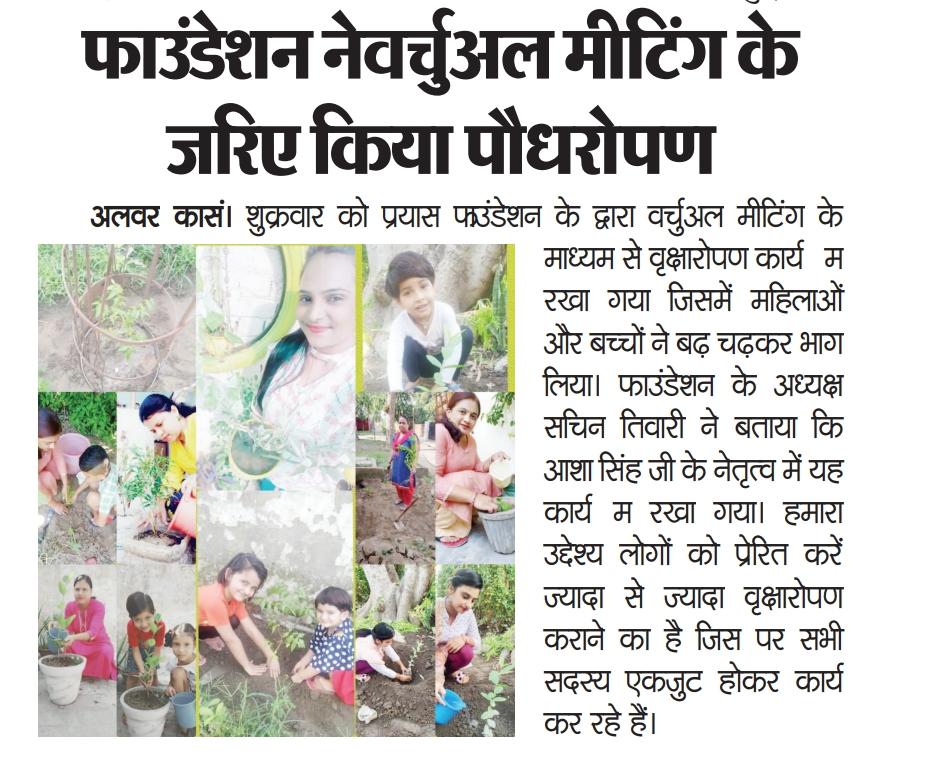 फाउंडेशन नेवर्चुअल मीटिंग के
जरिए किया पौधरोपण
अलवर कासं। शुक्रवार को प्रयास फाउंडेशन के द्वारा वर्चुअल मीटिंग के
माध्यम से वृक्षारोपण कार्य म
रखा गया जिसमें महिलाओं
और बच्चों ने बढ़ चढ़कर भाग
लिया। फाउंडेशन के अध्यक्ष
सचिन तिवारी ने बताया कि
आशा सिंह जी के नेतृत्व में यह
कार्य म रखा गया। हमारा
उद्देश्य लोगों को प्रेरित करें
ज्यादा से ज्यादा वृक्षारोपण
कराने का है जिस पर सभी
सदस्य एकजुट होकर कार्य
कर रहे हैं।